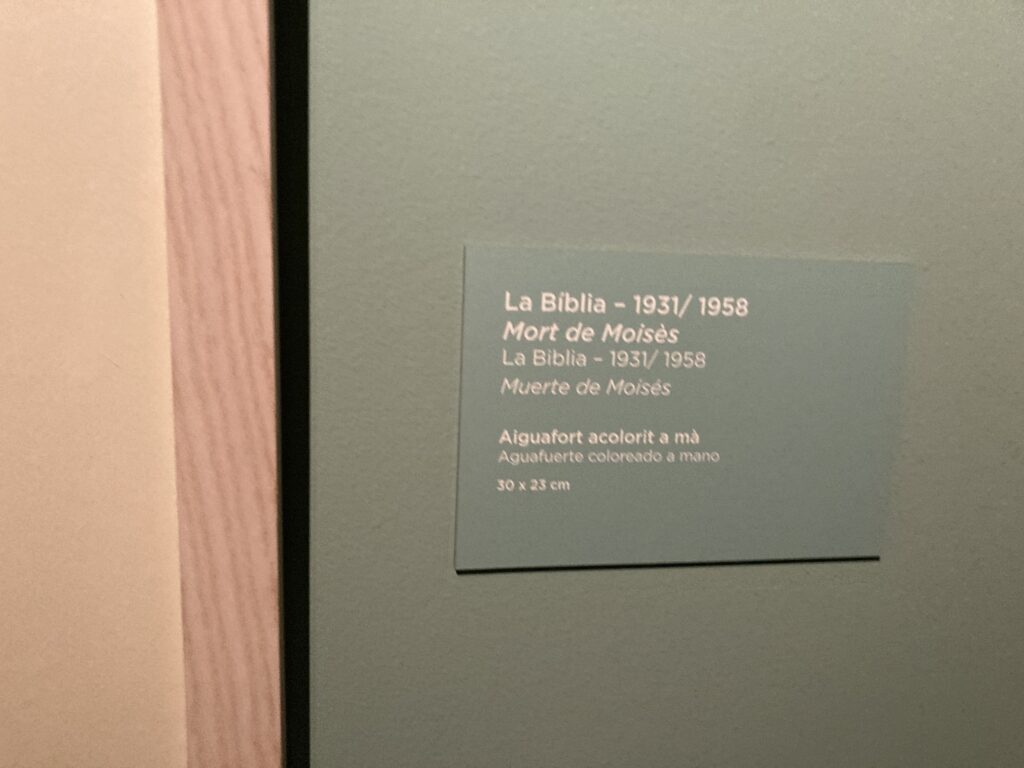 La Bíblia – 1931/ 1958
Mort de Moisès
La Biblia – 1931/ 1958
Muerte de Moisés
Aiguafort acolorit a mà
Aguafuerte coloreado a mano
30 x 23 cm